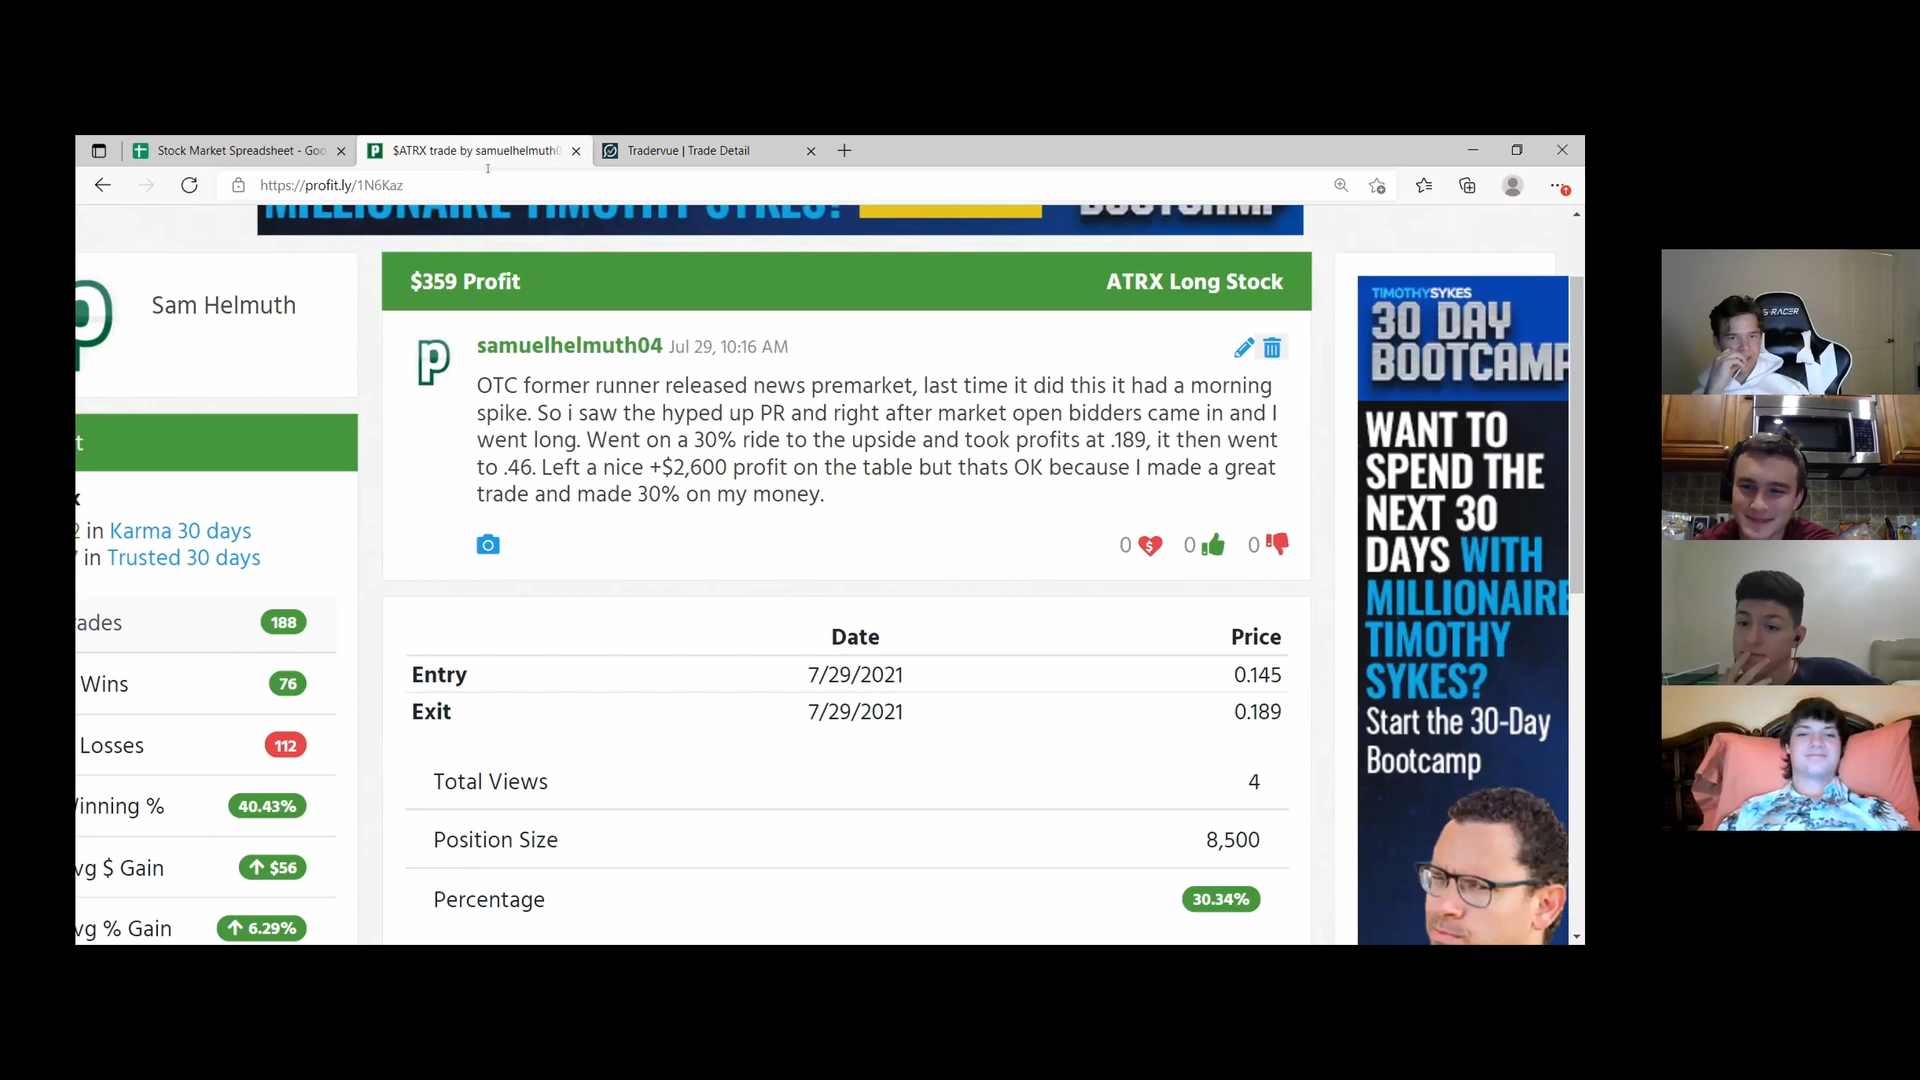 Stock Market Spreadsheet - Goo
$ATRX trade by samuelhelmuth0
Tradervue | Trade Detail
https://profit.ly/1N6Kaz
MILLIONAIRE TIMOTHY SYKES?
BOOTCAMP
Sam Helmuth
t
in Karma 30 days
in Trusted 30 days
ades 188
Wins 76
Losses 112
inning % 40.43%
vg $ Gain $56
vg % Gain 6.29%
$359 Profit ATRX Long Stock
samuelhelmuth04 Jul 29, 10:16 AM
OTC former runner released news premarket, last time it did this it had a morning
spike. So i saw the hyped up PR and right after market open bidders came in and I
went long. Went on a 30% ride to the upside and took profits at .189, it then went
to .46. Left a nice +$2,600 profit on the table but thats OK because I made a great
trade and made 30% on my money.
0 0 0
Date Price
Entry 7/29/2021 0.145
Exit 7/29/2021 0.189
Total Views 4
Position Size 8,500
Percentage 30.34%
TIMOTHYSYKES
30 DAY
BOOTCAMP
WANT TO
SPEND THE
NEXT 30
DAYS WITH
MILLIONAIRE
TIMOTHY
SYKES?
Start the 30-Day
Bootcamp
S-RACER